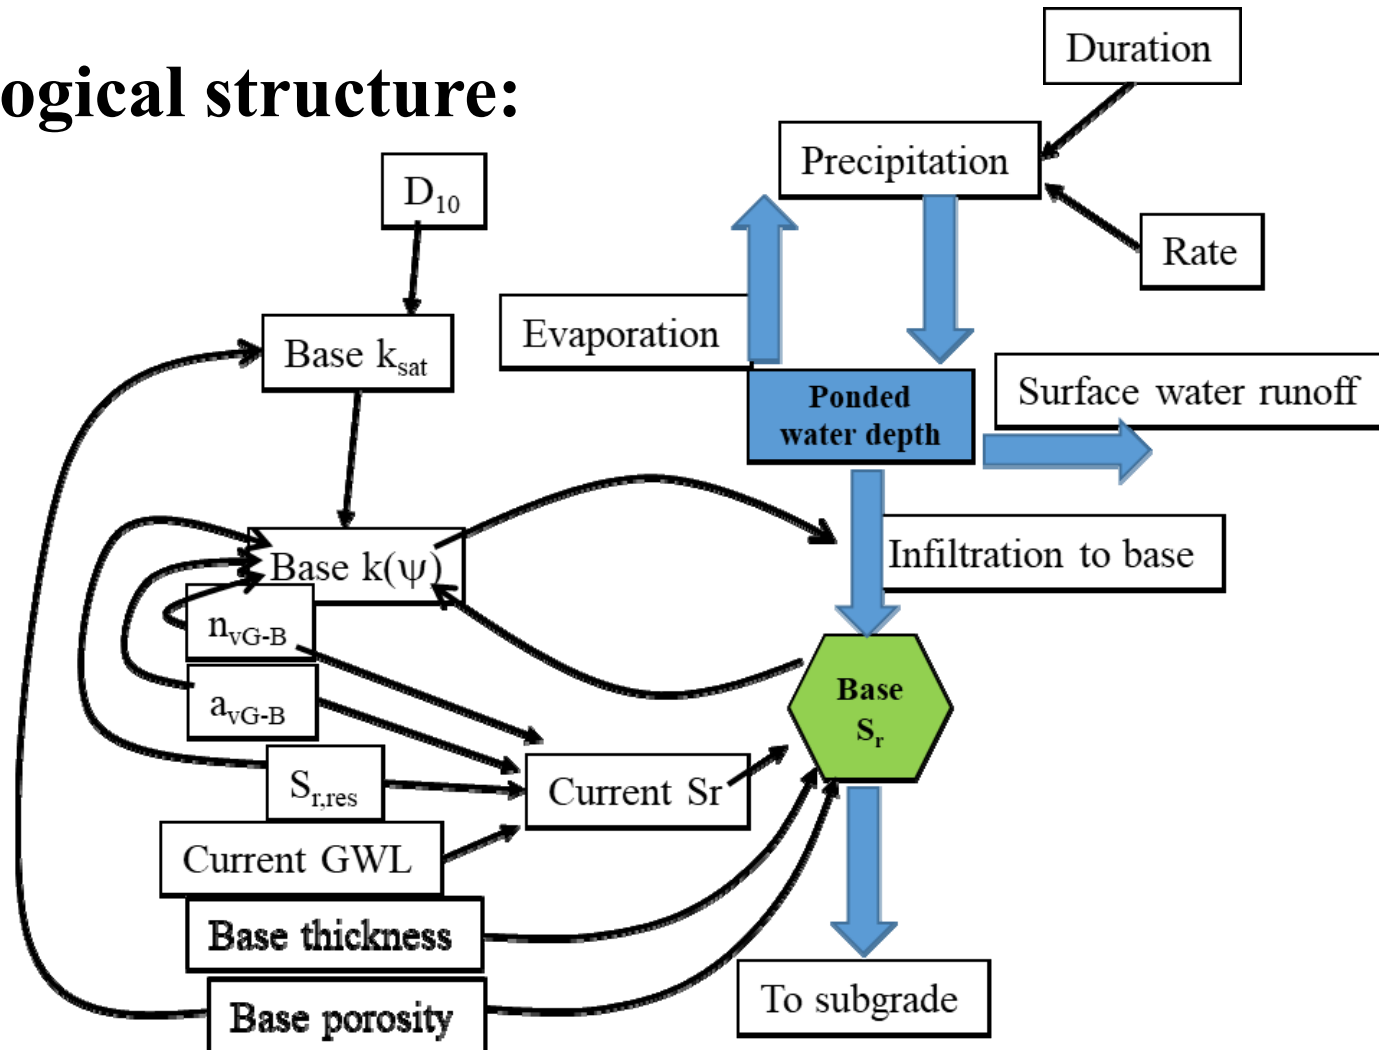 ogical structure:
Duration
Precipitation
D10
Rate
Evaporation
Base ksat
Surface water runoff
Ponded
water depth
Infiltration to base
Base k(ψ)
nvG-B
avG-B
Base
Sr
Sr,res
Current Sr
Current GWL
Base thickness
To subgrade
Base porosity